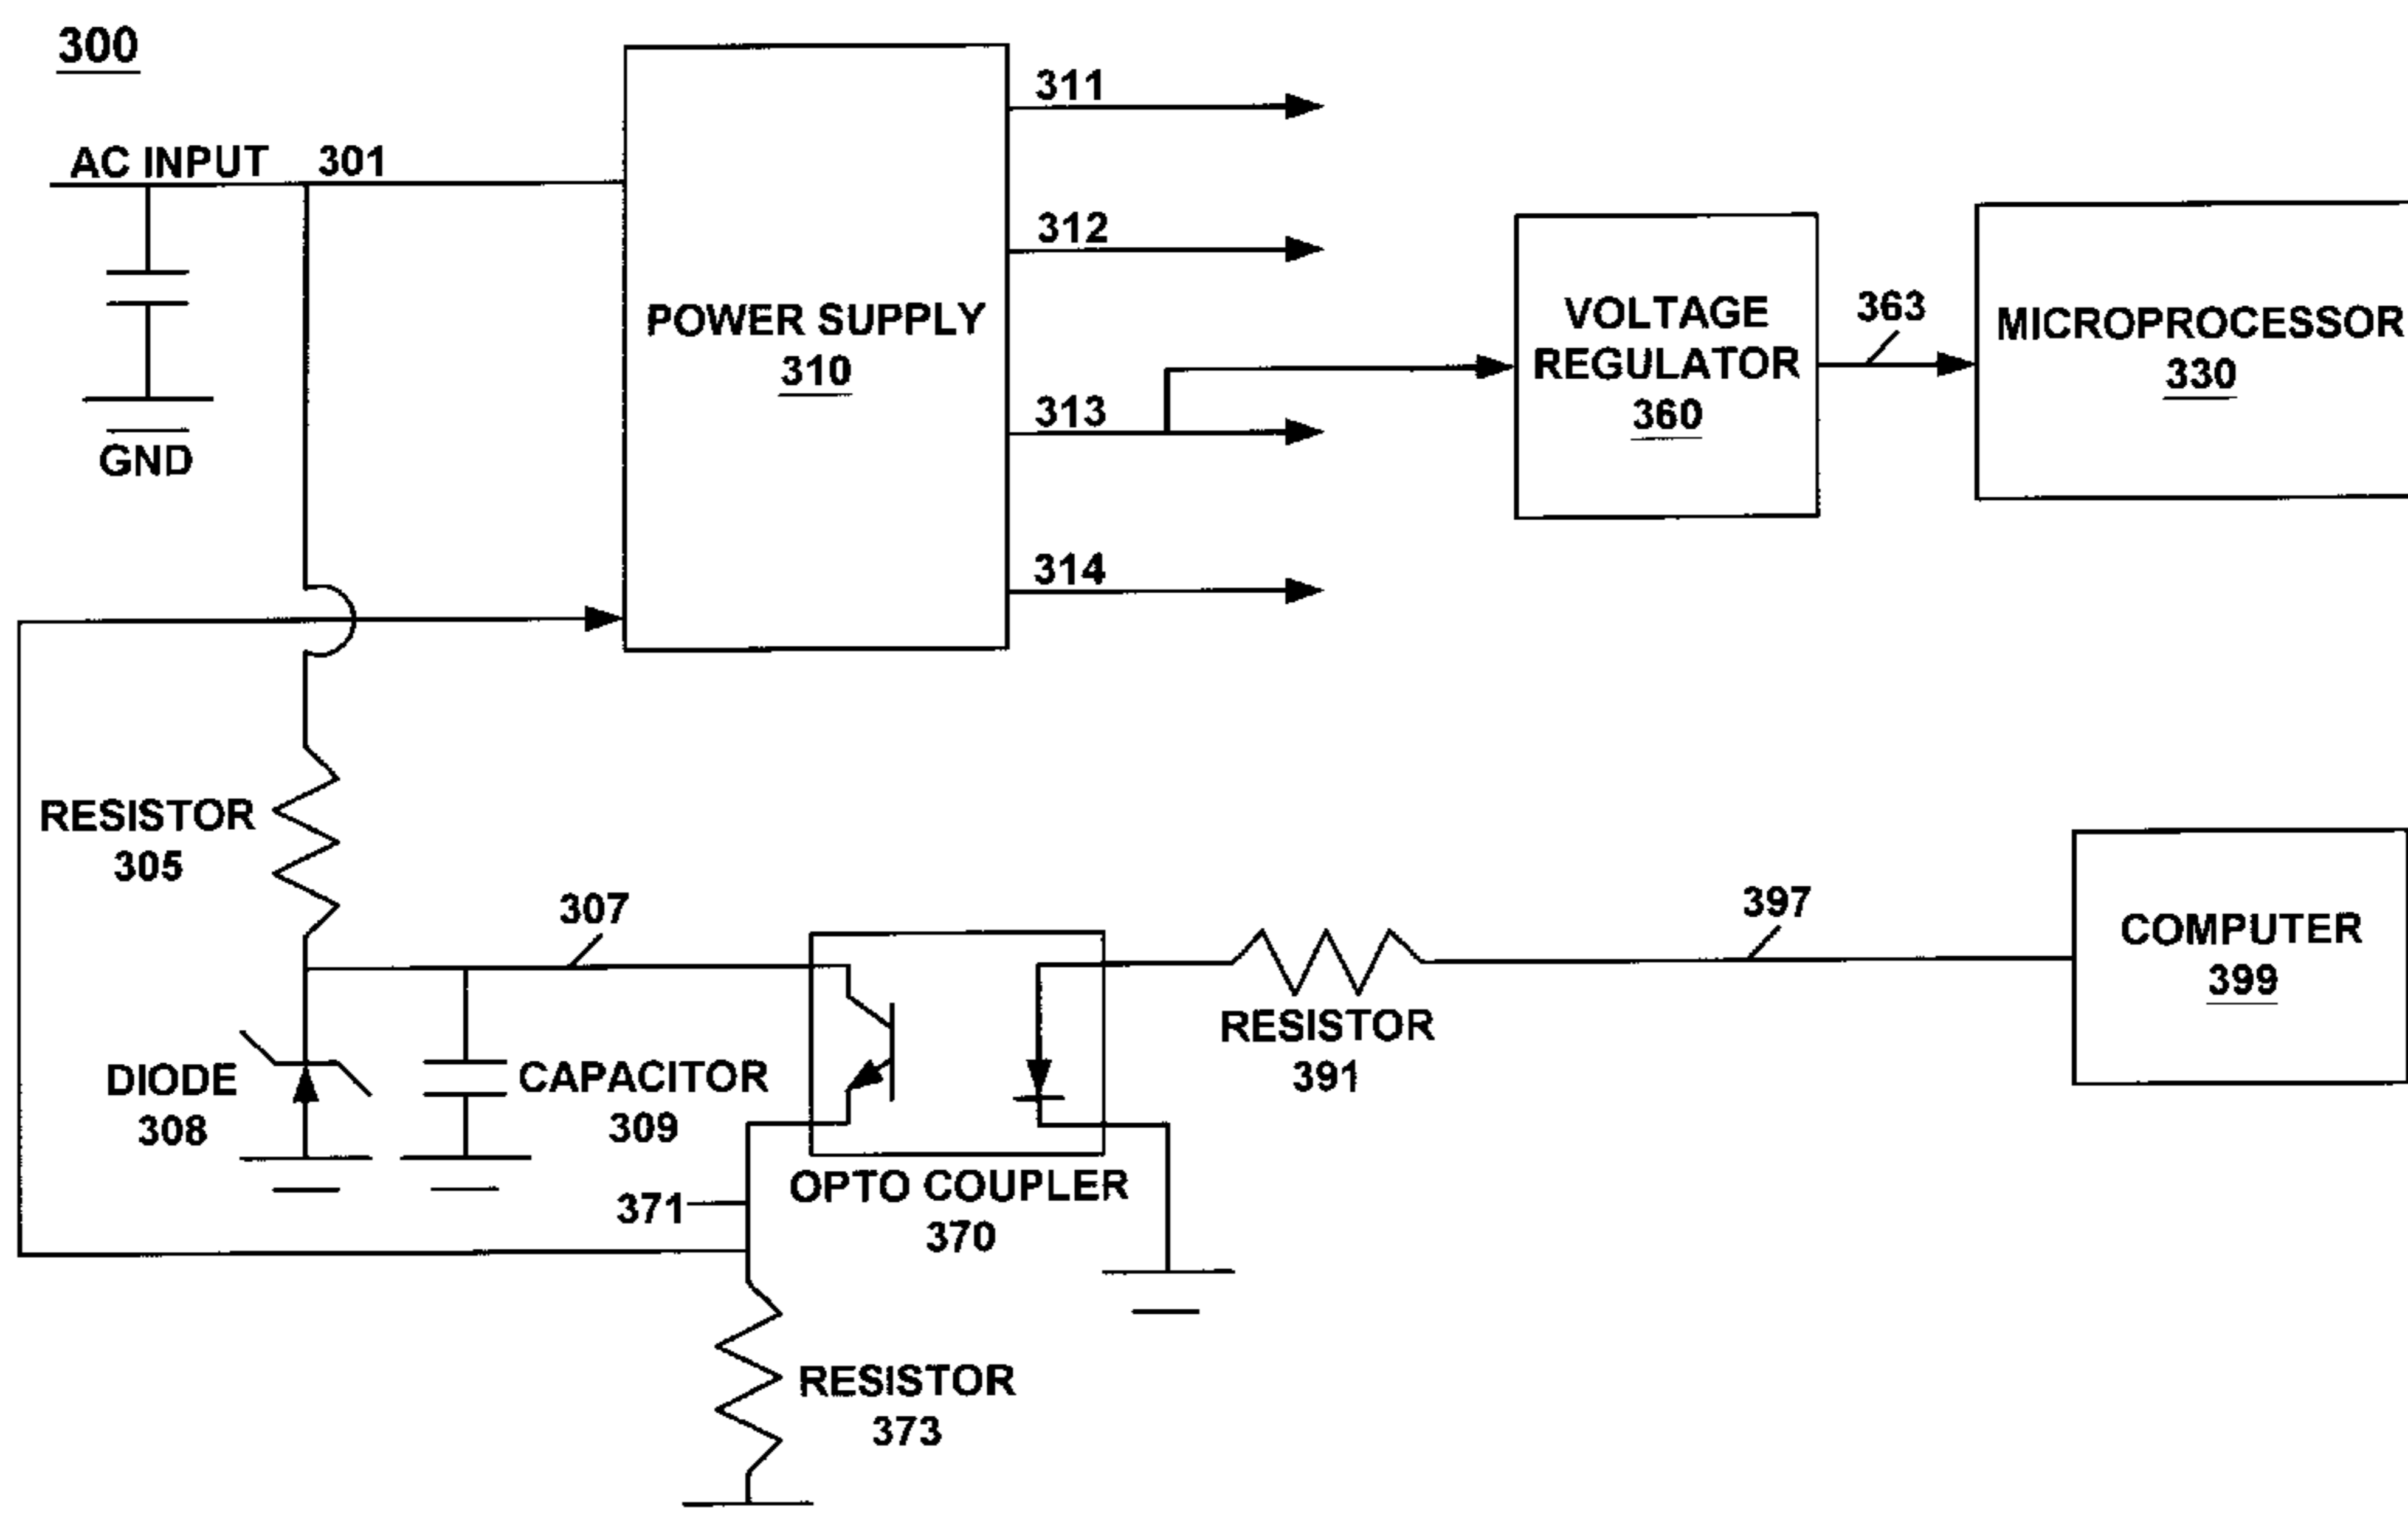 300
AC INPUT
301
GND
POWER SUPPLY
310
311
312
313
314
VOLTAGE
REGULATOR
360
363
MICROPROCESSOR
330
RESISTOR
305
307
DIODE
308
CAPACITOR
309
OPTO COUPLER
370
371
RESISTOR
373
RESISTOR
391
397
COMPUTER
399